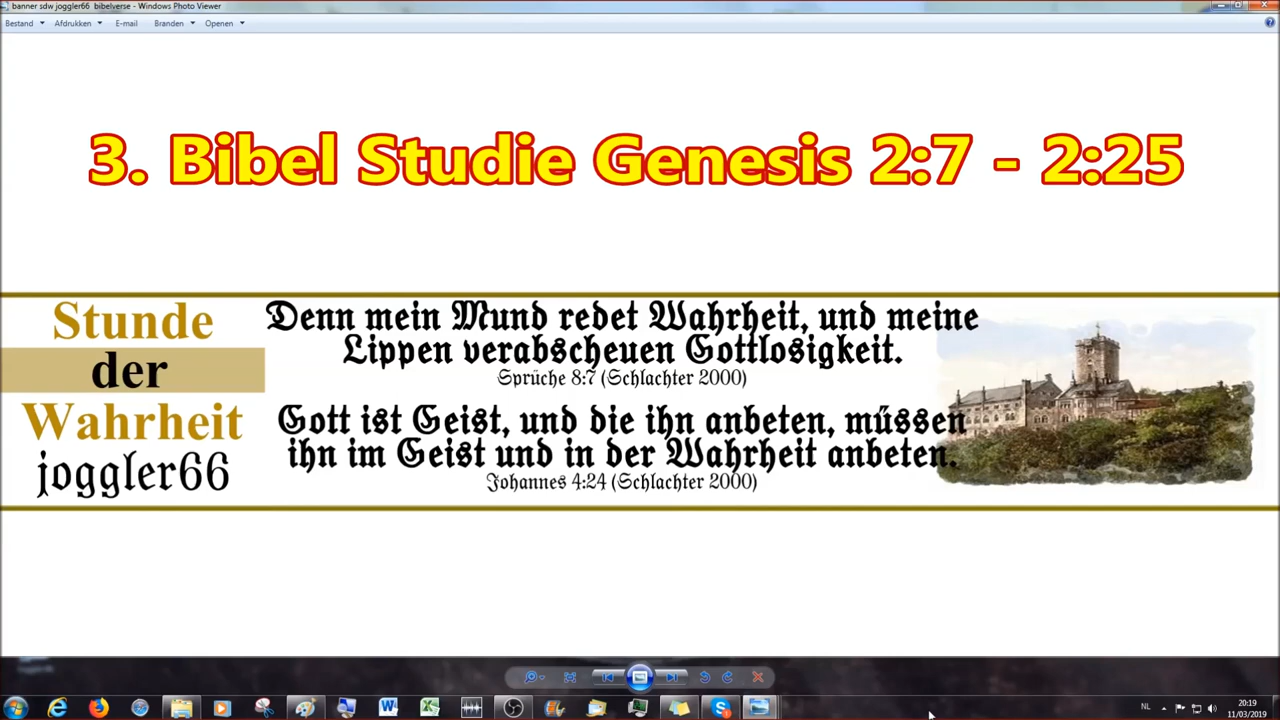 banner sdw joggler66 bibelverse - Windows Photo Viewer
Bestand Afdrukken E-mail Branden Openen
3. Bibel Studie Genesis 2:7 - 2:25
Stunde
der
Wahrheit
joggler66
Denn mein Mund redet Wahrheit, und meine
Lippen verabscheuen Gottlosigkeit.
Sprüche 8:7 (Schlachter 2000)
Gott ist Geist, und die ihn anbeten, müssen
ihn im Geist und in der Wahrheit anbeten.
Johannes 4:24 (Schlachter 2000)
NL
20:19
11/03/2019